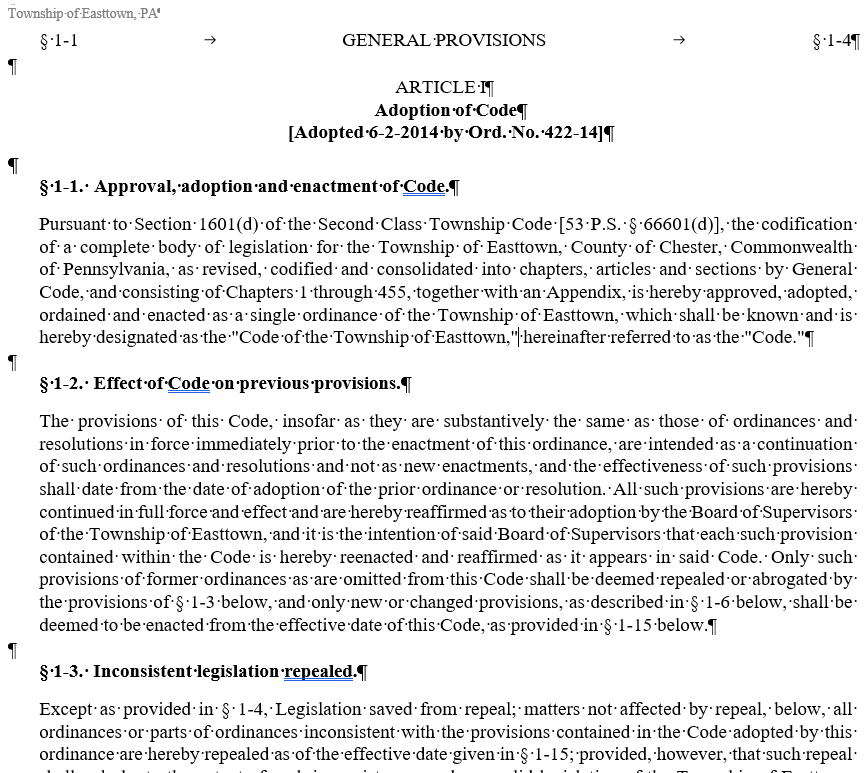 Township of Easttown, PA
§ 1-1 → GENERAL PROVISIONS → § 1-4¶
¶
ARTICLE I¶
Adoption of Code¶
[Adopted 6-2-2014 by Ord. No. 422-14]¶
¶
§ 1-1. Approval, adoption and enactment of Code.¶
Pursuant to Section 1601(d) of the Second Class Township Code [53 P.S. § 66601(d)], the codification
of a complete body of legislation for the Township of Easttown, County of Chester, Commonwealth
of Pennsylvania, as revised, codified and consolidated into chapters, articles and sections by General
Code, and consisting of Chapters 1 through 455, together with an Appendix, is hereby approved, adopted,
ordained and enacted as a single ordinance of the Township of Easttown, which shall be known and is
hereby designated as the "Code of the Township of Easttown," hereinafter referred to as the "Code."¶
¶
§ 1-2. Effect of Code on previous provisions.¶
The provisions of this Code, insofar as they are substantively the same as those of ordinances and
resolutions in force immediately prior to the enactment of this ordinance, are intended as a continuation
of such ordinances and resolutions and not as new enactments, and the effectiveness of such provisions
shall date from the date of adoption of the prior ordinance or resolution. All such provisions are hereby
continued in full force and effect and are hereby reaffirmed as to their adoption by the Board of Supervisors
of the Township of Easttown, and it is the intention of said Board of Supervisors that each such provision
contained within the Code is hereby reenacted and reaffirmed as it appears in said Code. Only such
provisions of former ordinances as are omitted from this Code shall be deemed repealed or abrogated by
the provisions of § 1-3 below, and only new or changed provisions, as described in § 1-6 below, shall be
deemed to be enacted from the effective date of this Code, as provided in § 1-15 below.¶
¶
§ 1-3. Inconsistent legislation repealed.¶
Except as provided in § 1-4, Legislation saved from repeal; matters not affected by repeal, below, all
ordinances or parts of ordinances inconsistent with the provisions contained in the Code adopted by this
ordinance are hereby repealed as of the effective date given in § 1-15; provided, however, that such repeal